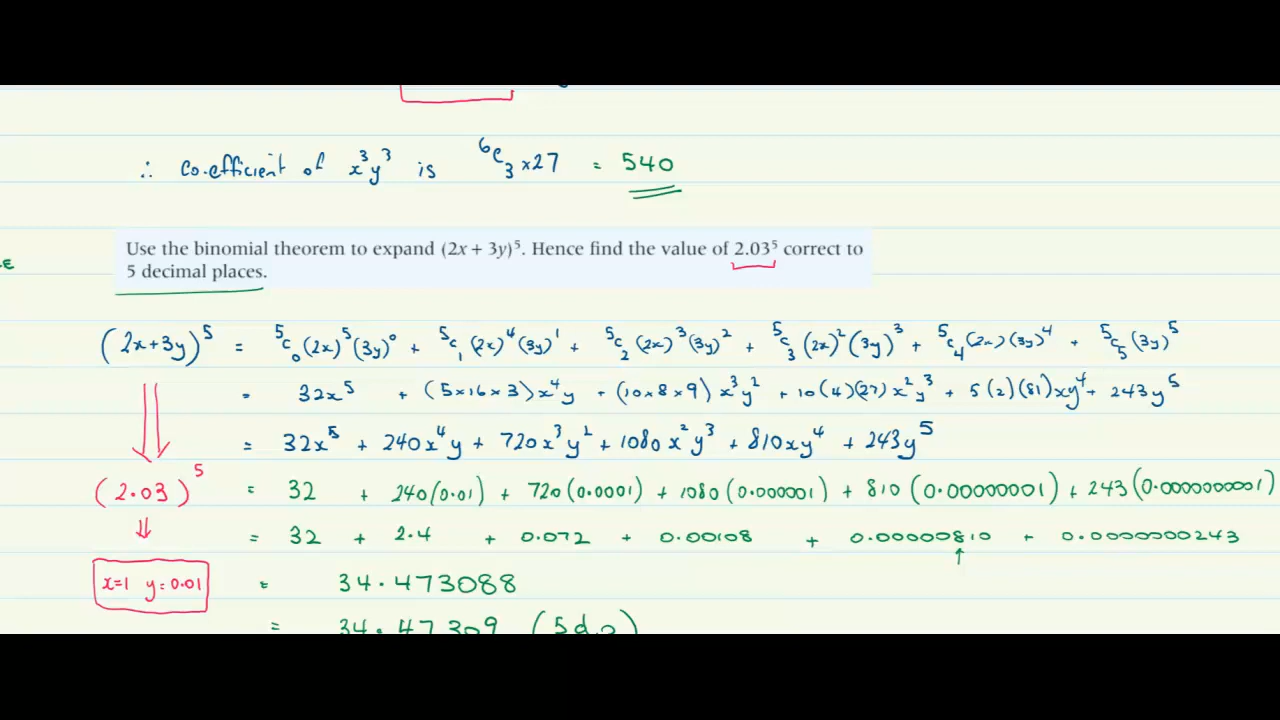 ∴ co-efficient of x³y³ is ⁶C₃ × 27 = 540
Use the binomial theorem to expand (2x + 3y)⁵. Hence find the value of 2.03⁵ correct to
5 decimal places.
(2x+3y)⁵ = ⁵C₀(2x)⁵(3y)⁰ + ⁵C₁(2x)⁴(3y)¹ + ⁵C₂(2x)³(3y)² + ⁵C₃(2x)²(3y)³ + ⁵C₄(2x)(3y)⁴ + ⁵C₅(3y)⁵
= 32x⁵ + (5×16×3)x⁴y + (10×8×9)x³y² + 10(4)(27)x²y³ + 5(2)(81)xy⁴ + 243y⁵
= 32x⁵ + 240x⁴y + 720x³y² + 1080x²y³ + 810xy⁴ + 243y⁵
(2.03)⁵ = 32 + 240(0.01) + 720(0.0001) + 1080(0.000001) + 810(0.00000001) + 243(0.0000000001)
= 32 + 2.4 + 0.072 + 0.00108 + 0.00000810 + 0.0000000243
x=1 y=0.01 = 34.473088
= 34.47309 (5d.p)